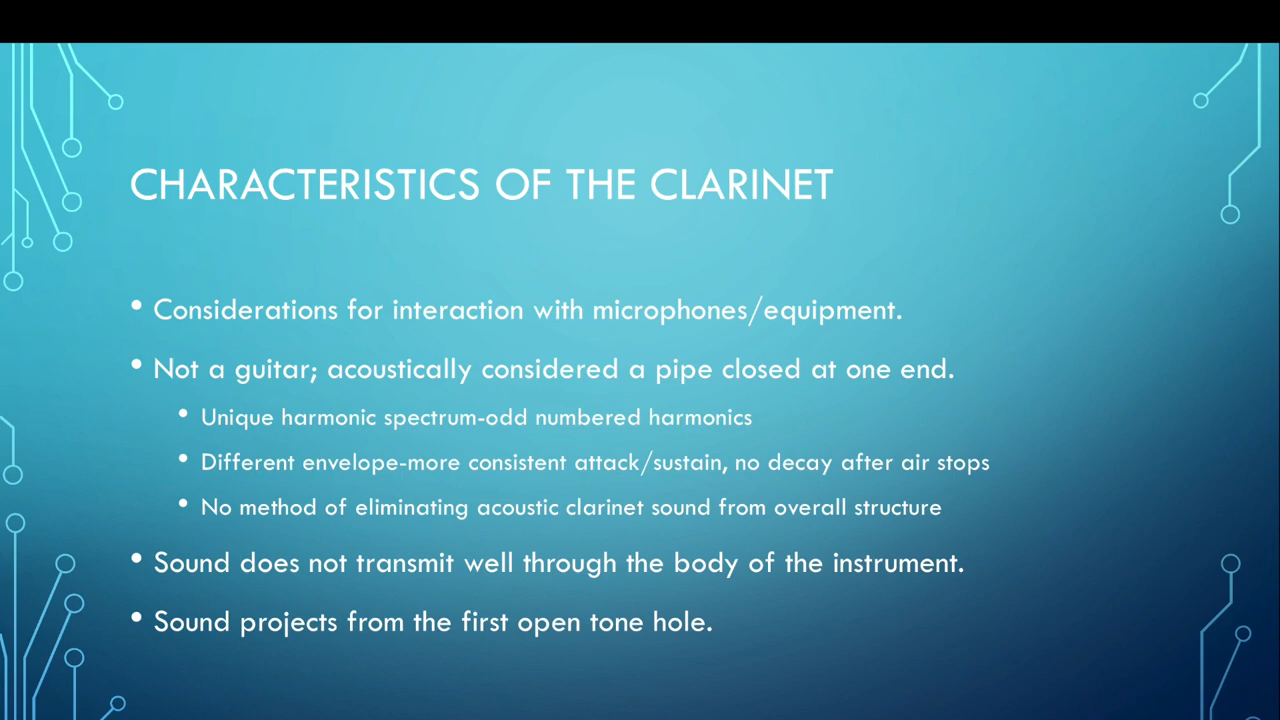 CHARACTERISTICS OF THE CLARINET
• Considerations for interaction with microphones/equipment.
• Not a guitar; acoustically considered a pipe closed at one end.
• Unique harmonic spectrum-odd numbered harmonics
• Different envelope-more consistent attack/sustain, no decay after air stops
• No method of eliminating acoustic clarinet sound from overall structure
• Sound does not transmit well through the body of the instrument.
• Sound projects from the first open tone hole.